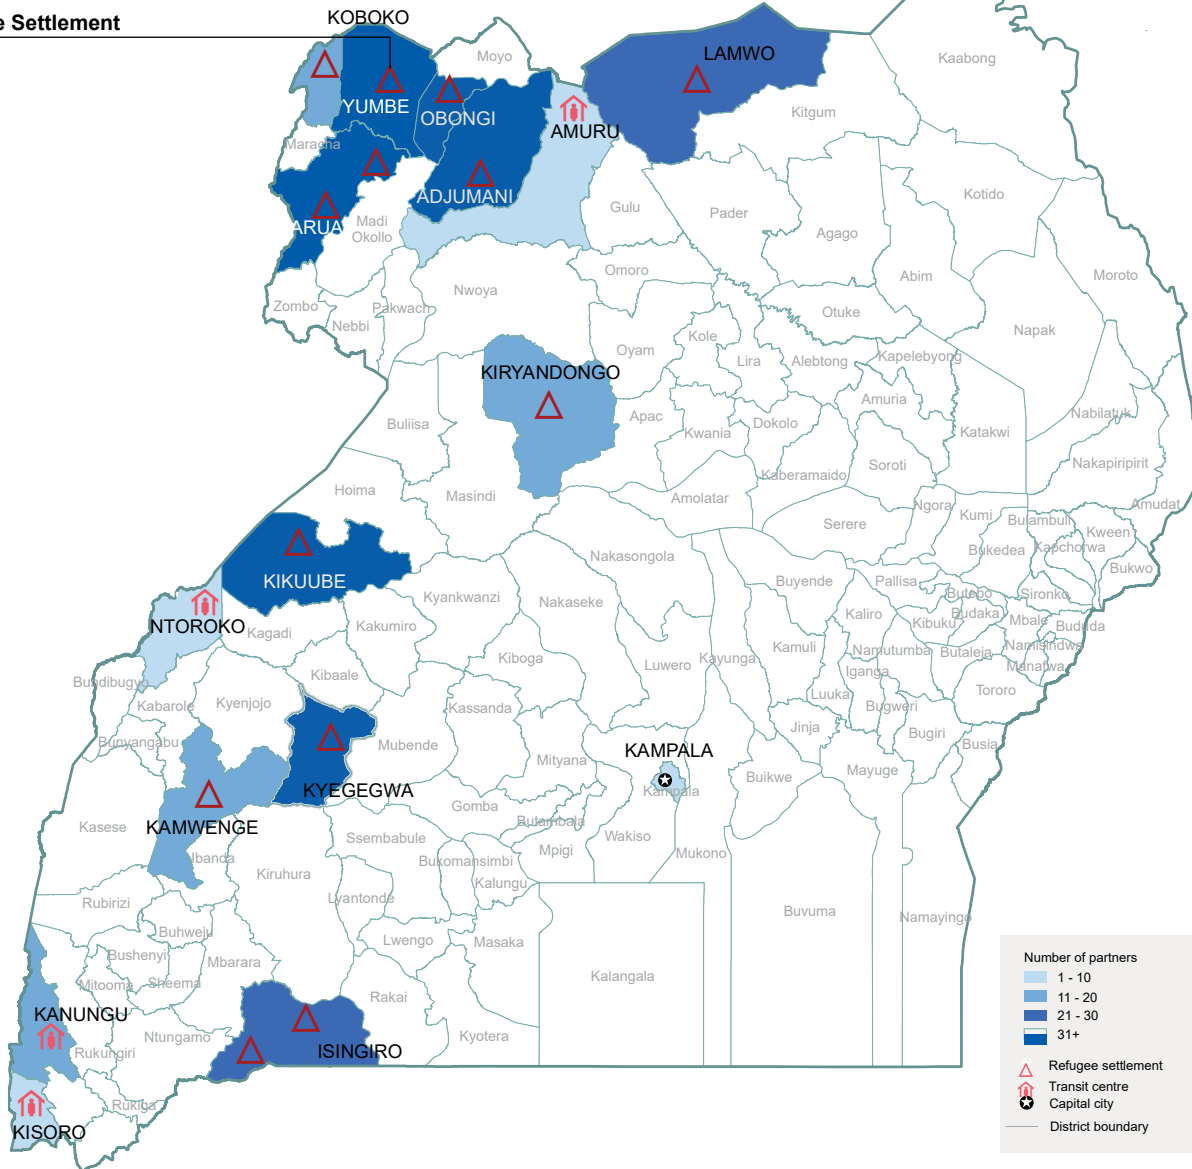 e Settlement
KOBOKO
Moyo
LAMWO
Kaabong
YUMBE
OBONGI
AMURU
Kitgum
Maracha
ADJUMANI
Kotido
ARUA
Madi
Okollo
Gulu
Pader
Agago
Omoro
Abim
Moroto
Zombo
Pakwach
Nwoya
Nebbi
Otuke
Napak
Kole
Oyam
Lira
Alebtong
Kapelebyong
KIRYANDONGO
Amuria
Nabilatuk
Buliisa
Apac
Kwania
Dokolo
Katakwi
Nakapiripirit
Soroti
Kaberamaido
Hoima
Masindi
Amolatar
Ngora
Amudat
Serere
Kumi
Bulambuli
Kween
Nakasongola
Bukedea
Kapchorwa
Bukwo
KIKUUBE
Buyende
Pallisa
Butebo
Sironko
Kyankwanzi
Nakaseke
Budaka
NTOROKO
Kagadi
Kakumiro
Kaliro
Kibuku
Mbale
Bududa
Kiboga
Luwero
Kayunga
Kamuli
Namutumba
Butaleja
Namisindwa
Iganga
Manafwa
Bundibugyo
Kibaale
Luuka
Tororo
Kabarole
Kyenjojo
Kassanda
Bugweri
Bunyangabu
Mubende
Jinja
Bugiri
Busia
KAMPALA
Mityana
Buikwe
Mayuge
Kampala
KYEGEGWA
Gomba
Kasese
KAMWENGE
Ssembabule
Butambala
Wakiso
Mpigi
Mukono
Ibanda
Bukomansimbi
Kiruhura
Kalungu
Rubirizi
Lyantonde
Buvuma
Namayingo
Buhweju
Lwengo
Masaka
Bushenyi
Mbarara
Mitooma
Sheema
Kalangala
Rakai
KANUNGU
Ntungamo
Kyotera
Rukungiri
ISINGIRO
Rukiga
KISORO
Number of partners
1 - 10
11 - 20
21 - 30
31+
Refugee settlement
Transit centre
Capital city
District boundary